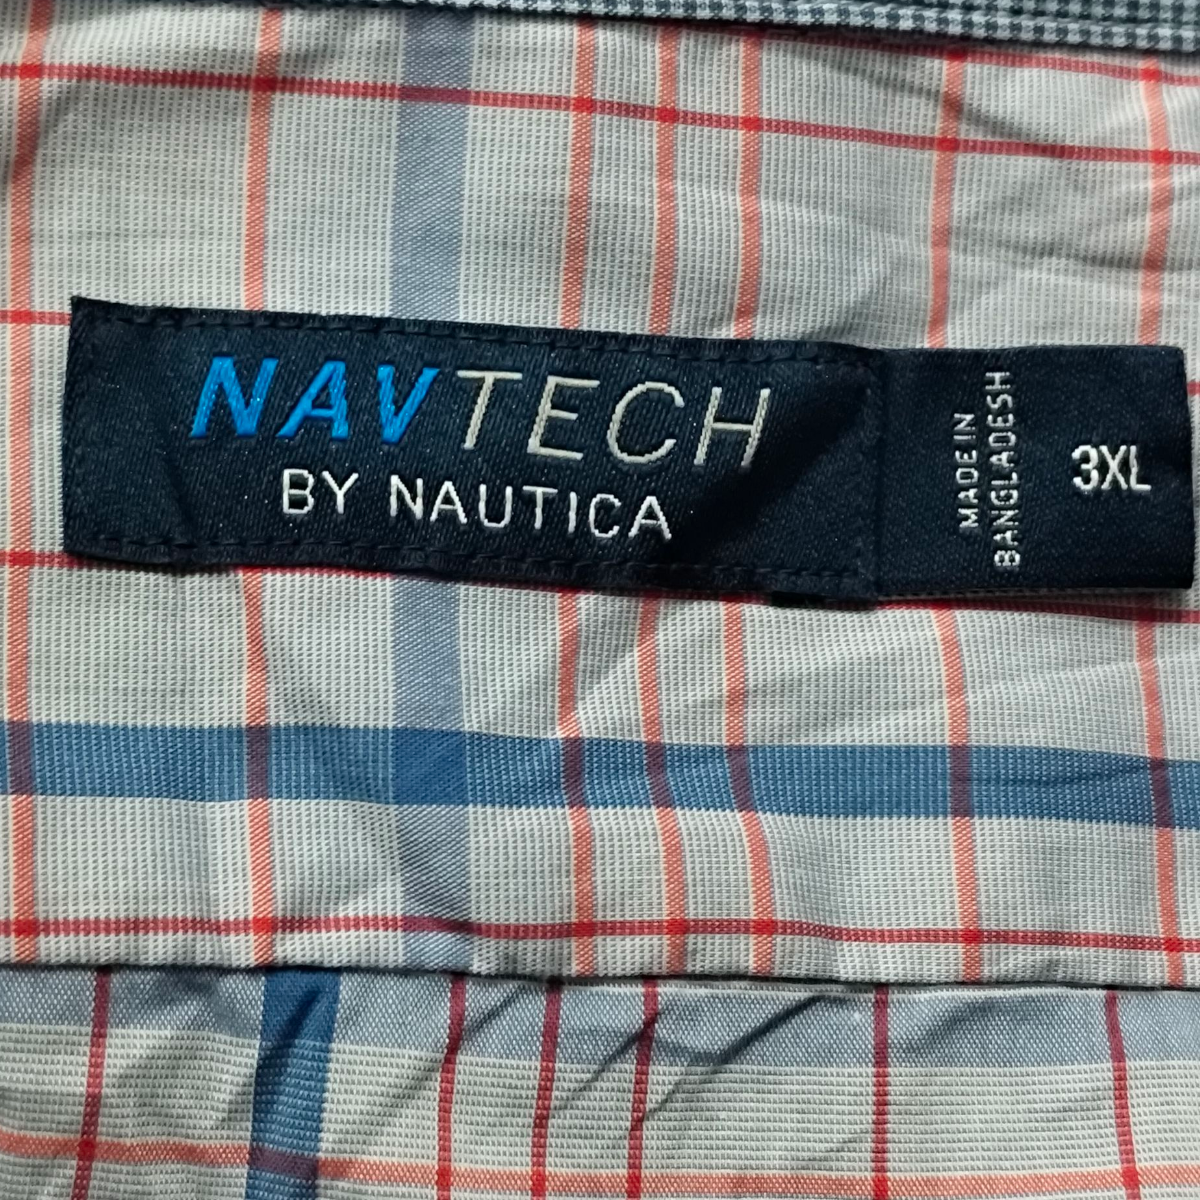 NAVTECH
BY NAUTICA
MADE IN
BANGLADESH
3XL